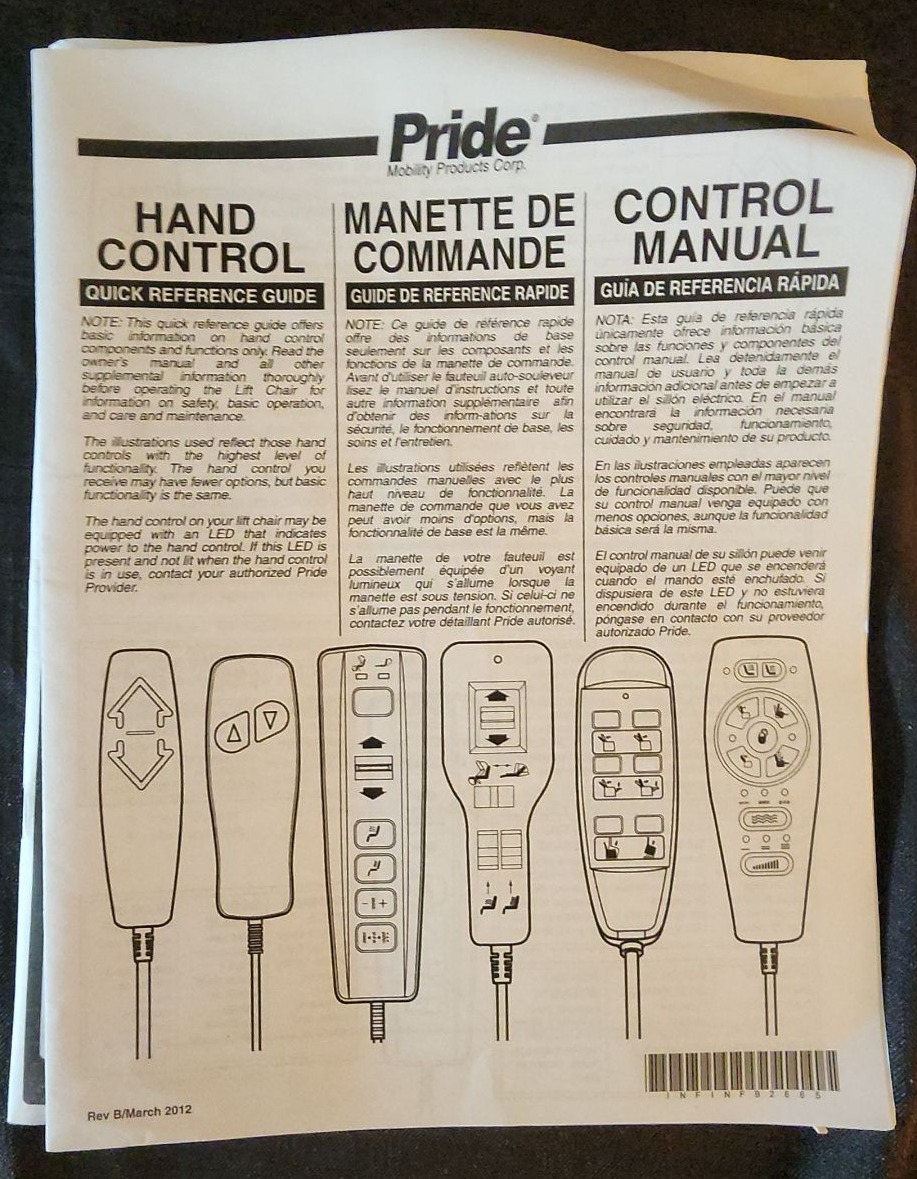 Pride®
Mobility Products Corp.
HAND
CONTROL
QUICK REFERENCE GUIDE
NOTE: This quick reference guide offers
basic information on hand control
components and functions only. Read the
owner's manual and all other
supplemental information thoroughly
before operating the Lift Chair for
information on safety, basic operation,
and care and maintenance.
The illustrations used reflect those hand
controls with the highest level of
functionality. The hand control you
receive may have fewer options, but basic
functionality is the same.
The hand control on your lift chair may be
equipped with an LED that indicates
power to the hand control. If this LED is
present and not lit when the hand control
is in use, contact your authorized Pride
Provider.
MANETTE DE
COMMANDE
GUIDE DE REFERENCE RAPIDE
NOTE: Ce guide de référence rapide
offre des informations de base
seulement sur les composants et les
fonctions de la manette de commande.
Avant d'utiliser le fauteuil auto-souleveur
lisez le manuel d'instructions et toute
autre information supplémentaire afin
d'obtenir des inform-ations sur la
sécurité, le fonctionnement de base, les
soins et l'entretien.
Les illustrations utilisées reflètent les
commandes manuelles avec le plus
haut niveau de fonctionnalité. La
manette de commande que vous avez
peut avoir moins d'options, mais la
fonctionnalité de base est la même.
La manette de votre fauteuil est
possiblement équipée d'un voyant
lumineux qui s'allume lorsque la
manette est sous tension. Si celui-ci ne
s'allume pas pendant le fonctionnement,
contactez votre détaillant Pride autorisé.
CONTROL
MANUAL
GUÍA DE REFERENCIA RÁPIDA
NOTA: Esta guía de referencia rápida
únicamente ofrece información básica
sobre las funciones y componentes del
control manual. Lea detenidamente el
manual de usuario y toda la demás
información adicional antes de empezar a
utilizar el sillón eléctrico. En el manual
encontrará la información necesaria
sobre seguridad, funcionamiento,
cuidado y mantenimiento de su producto.
En las ilustraciones empleadas aparecen
los controles manuales con el mayor nivel
de funcionalidad disponible. Puede que
su control manual venga equipado con
menos opciones, aunque la funcionalidad
básica será la misma.
El control manual de su sillón puede venir
equipado de un LED que se encenderá
cuando el mando esté enchufado. Si
dispusiera de este LED y no estuviera
encendido durante el funcionamiento,
póngase en contacto con su proveedor
autorizado Pride.
INFINFB2665
Rev B/March 2012